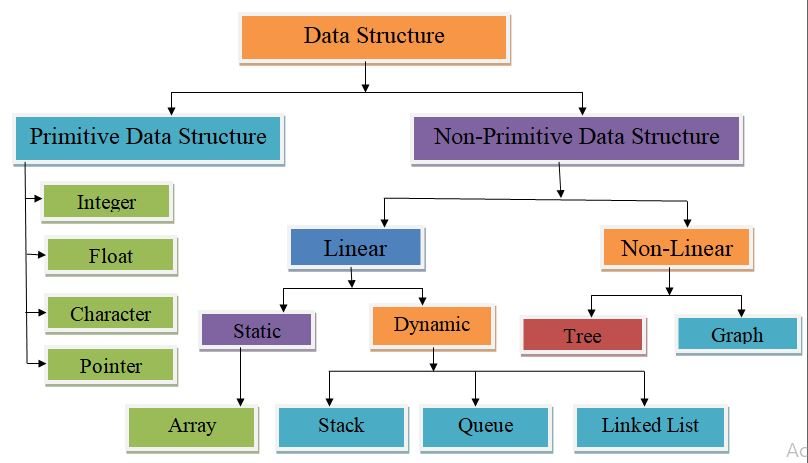 Data Structure
Primitive Data Structure
Non-Primitive Data Structure
Integer
Float
Character
Pointer
Linear
Non-Linear
Static
Dynamic
Tree
Graph
Array
Stack
Queue
Linked List